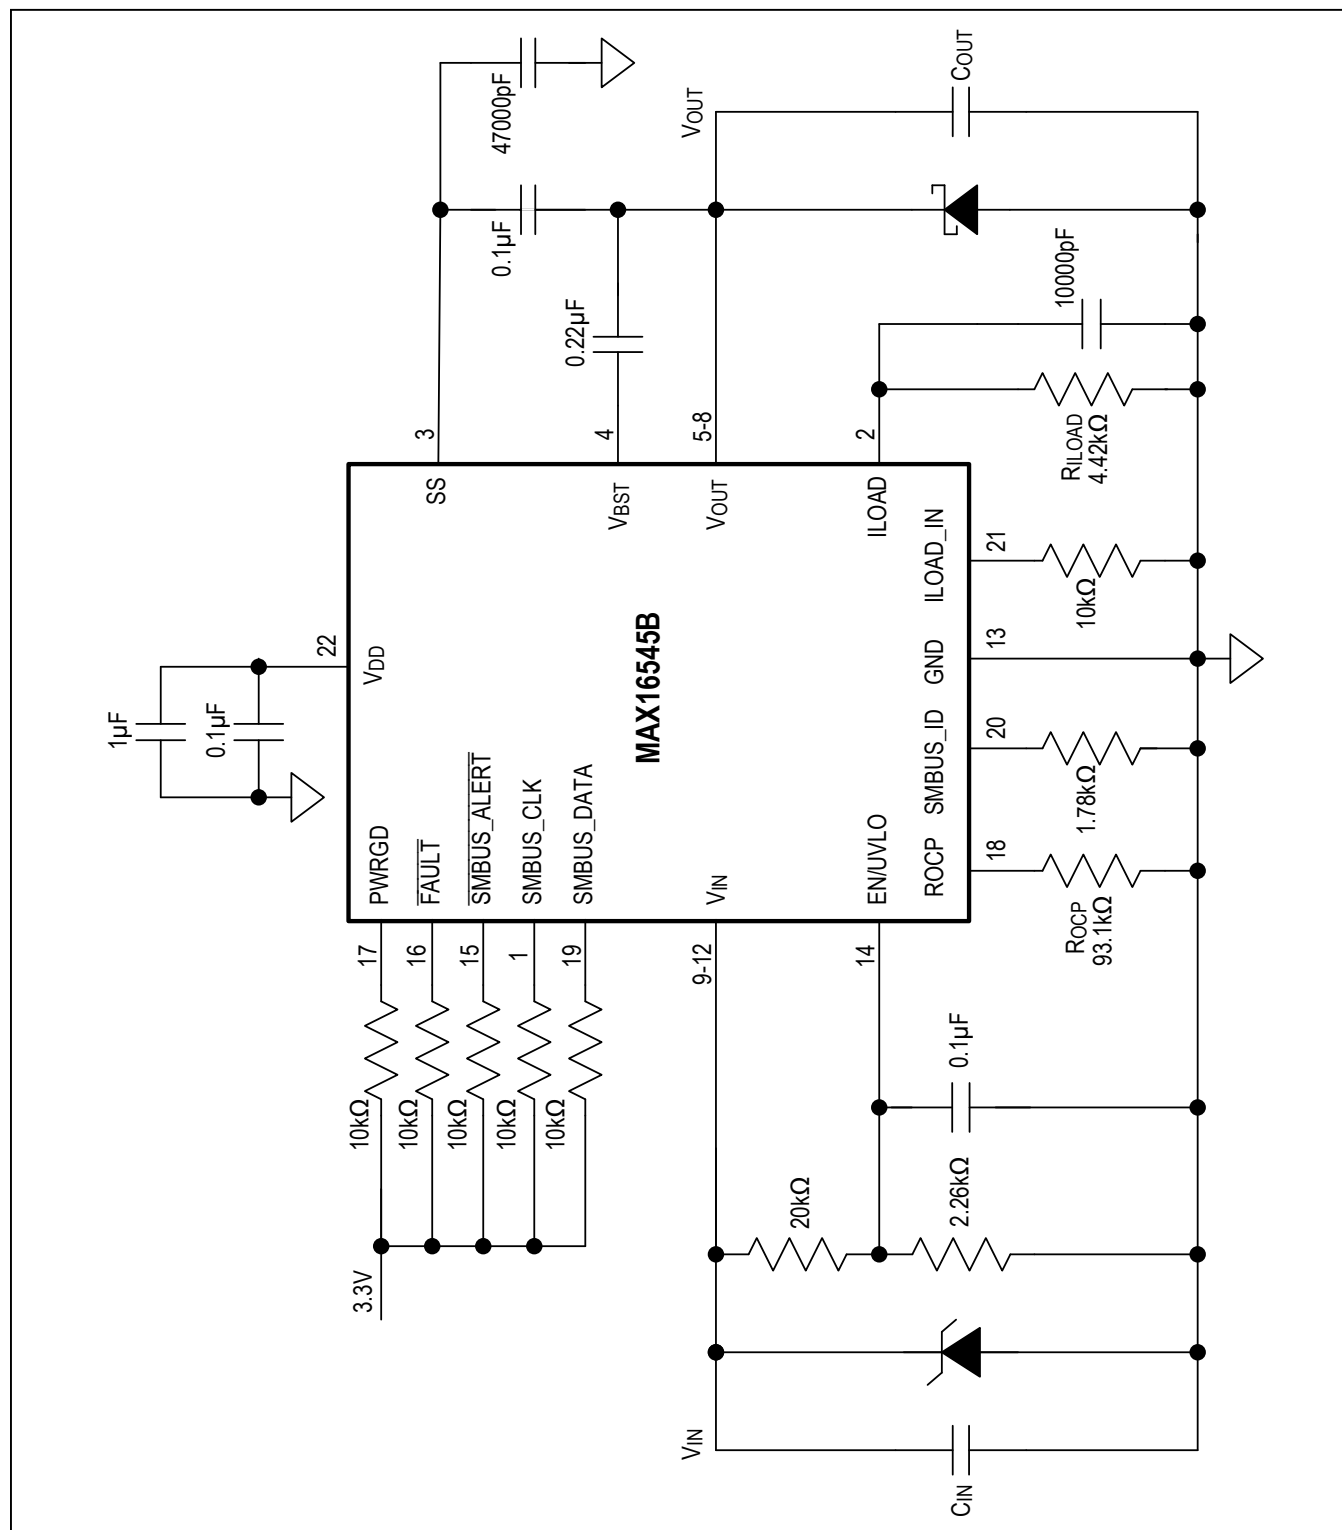 3.3V
10kΩ
10kΩ
10kΩ
10kΩ
10kΩ
17
16
15
1
19
PWRGD
FAULT
SMBUS_ALERT
SMBUS_CLK
SMBUS_DATA
1µF
0.1µF
22
VDD
MAX16545B
SS
3
0.1µF
47000pF
VBST
4
0.22µF
VOUT
5-8
VOUT
COUT
ILOAD
2
RILOAD
4.42kΩ
10000pF
VIN
CIN
VIN
9-12
20kΩ
2.26kΩ
0.1µF
EN/UVLO
14
ROCP
18
ROCP
93.1kΩ
SMBUS_ID
20
1.78kΩ
GND
13
ILOAD_IN
21
10kΩ